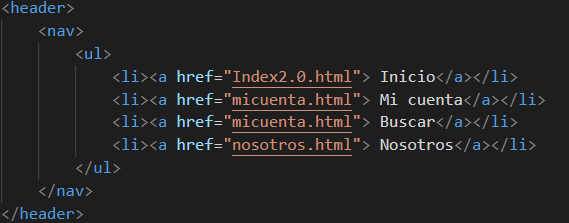 <header>
<nav>
<ul>
<li><a href="Index2.0.html"> Inicio</a></li>
<li><a href="micuenta.html"> Mi cuenta</a></li>
<li><a href="micuenta.html"> Buscar</a></li>
<li><a href="nosotros.html"> Nosotros</a></li>
</ul>
</nav>
</header>